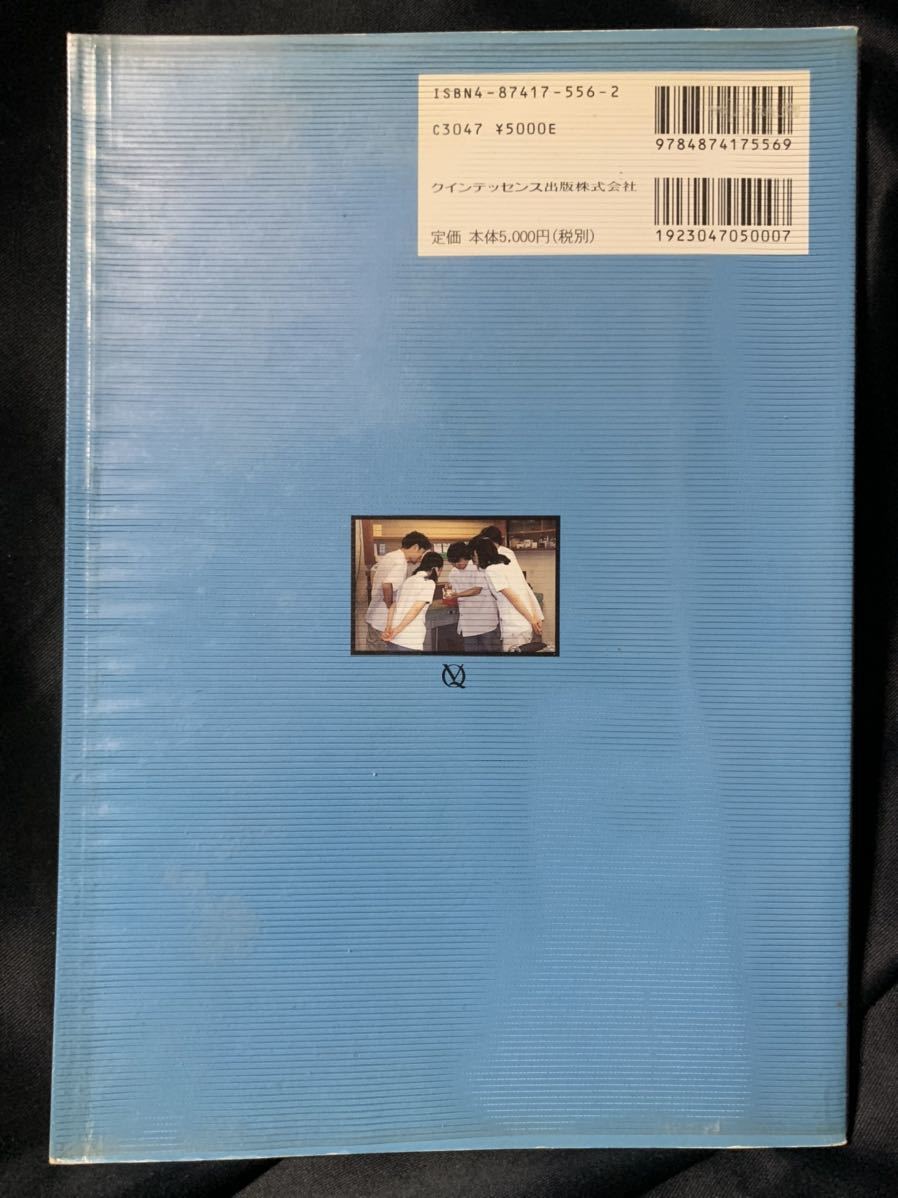 ISBN4-87417-556-2
C3047 ¥5000E
クインテッセンス出版株式会社
定価 本体5,000円(税別)
9784874175569
1923047050007